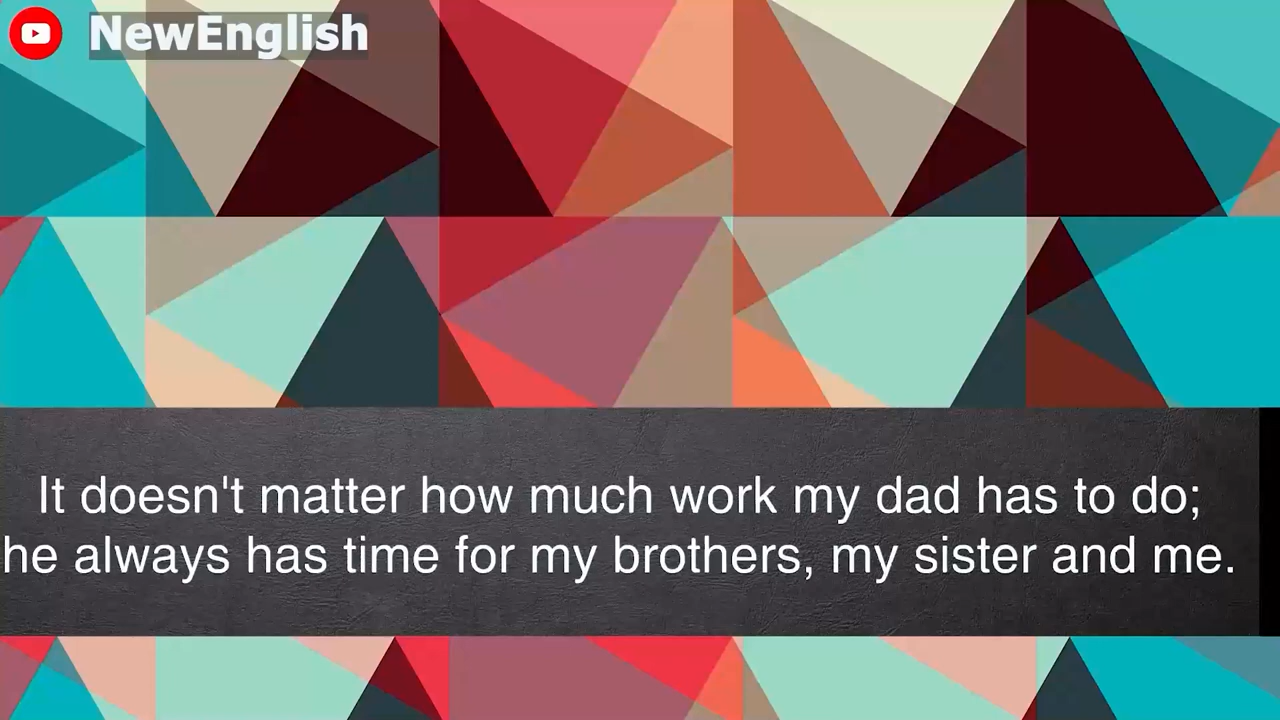 NewEnglish
It doesn't matter how much work my dad has to do;
he always has time for my brothers, my sister and me.